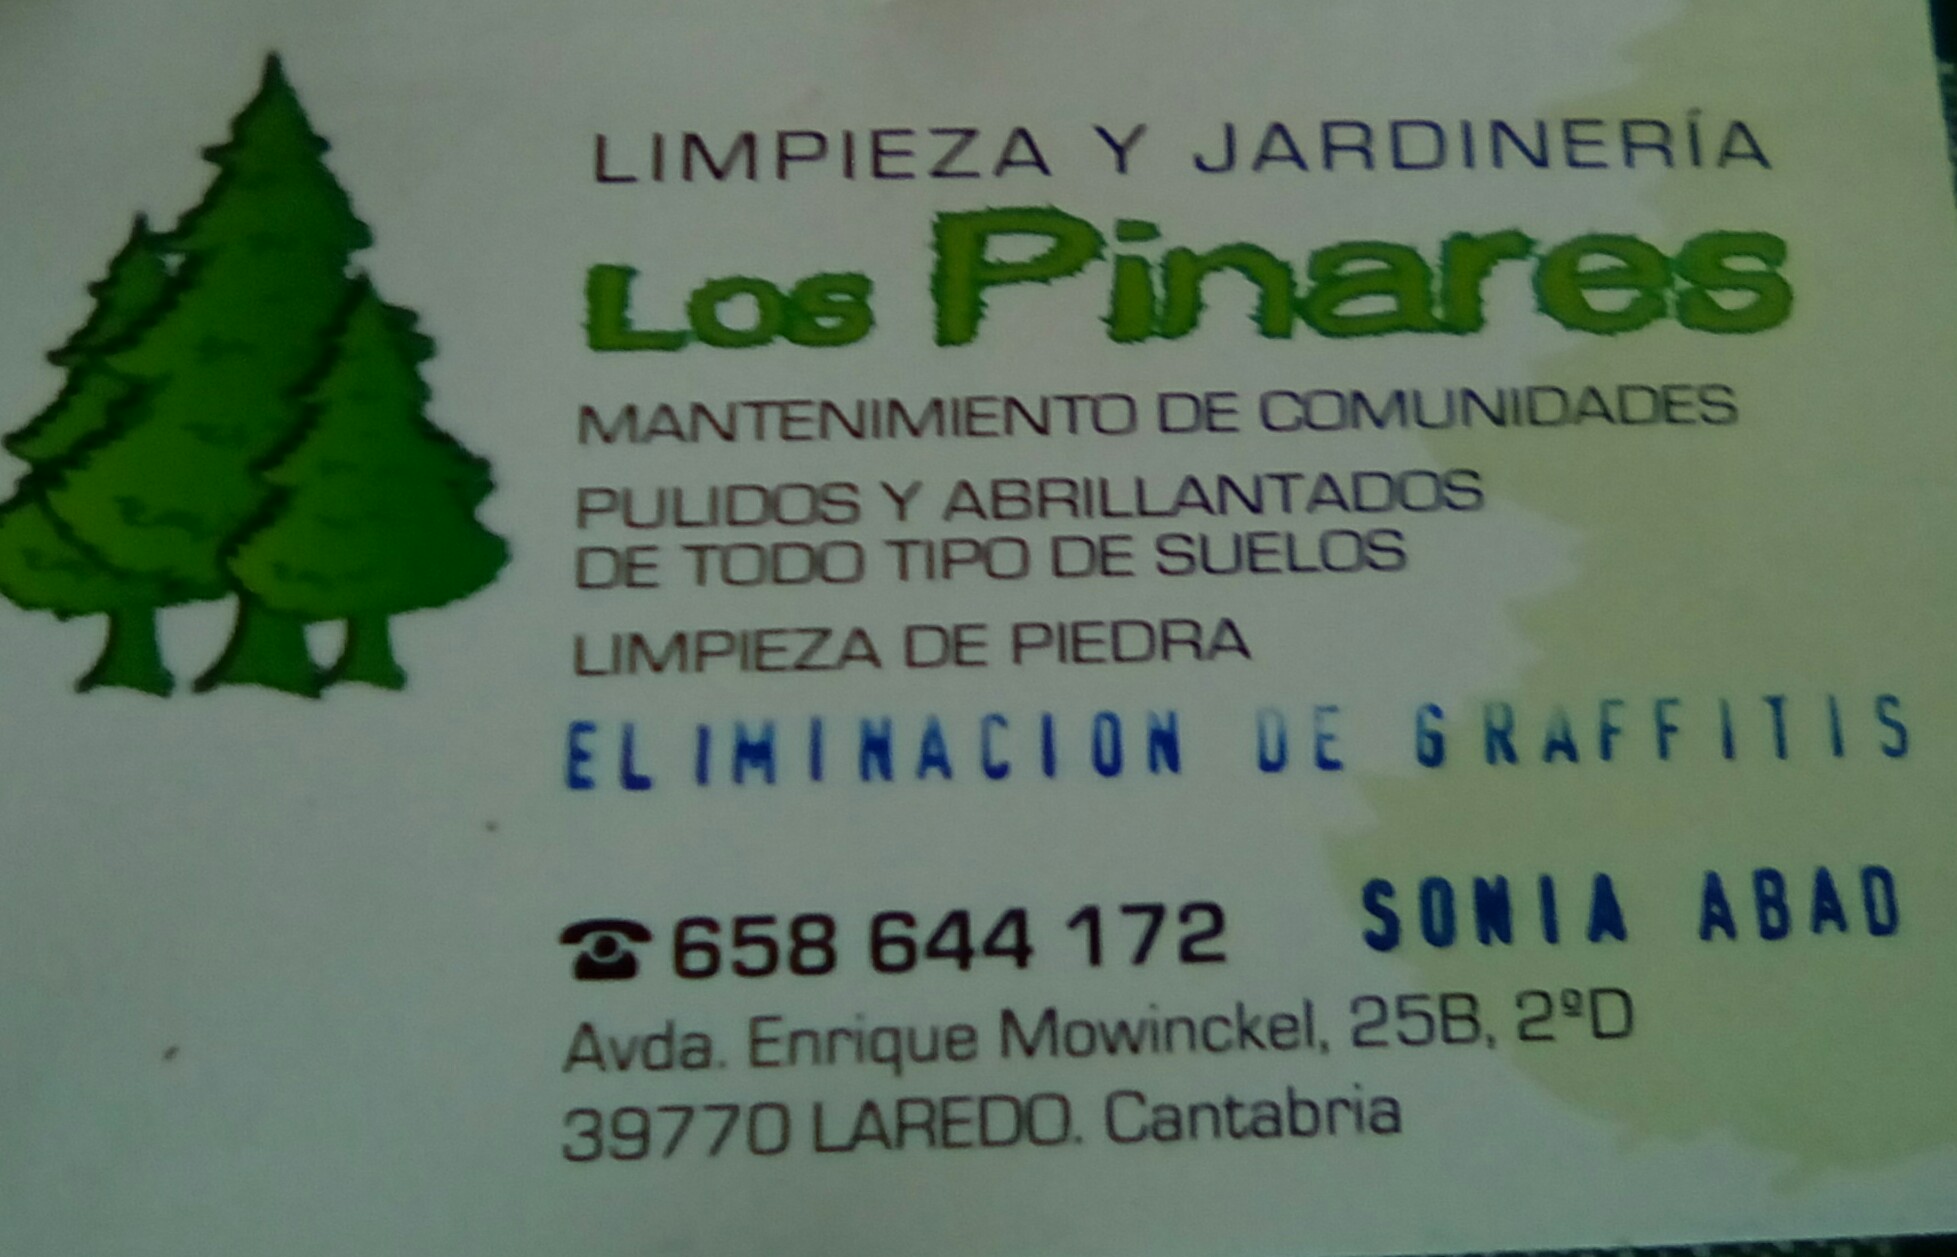 LIMPIEZA Y JARDINERÍA
Los Pinares
MANTENIMIENTO DE COMUNIDADES
PULIDOS Y ABRILLANTADOS
DE TODO TIPO DE SUELOS
LIMPIEZA DE PIEDRA
ELIMINACION DE GRAFFITIS
☎ 658 644 172 SONIA ABAD
Avda. Enrique Mowinckel, 25B, 2ºD
39770 LAREDO. Cantabria